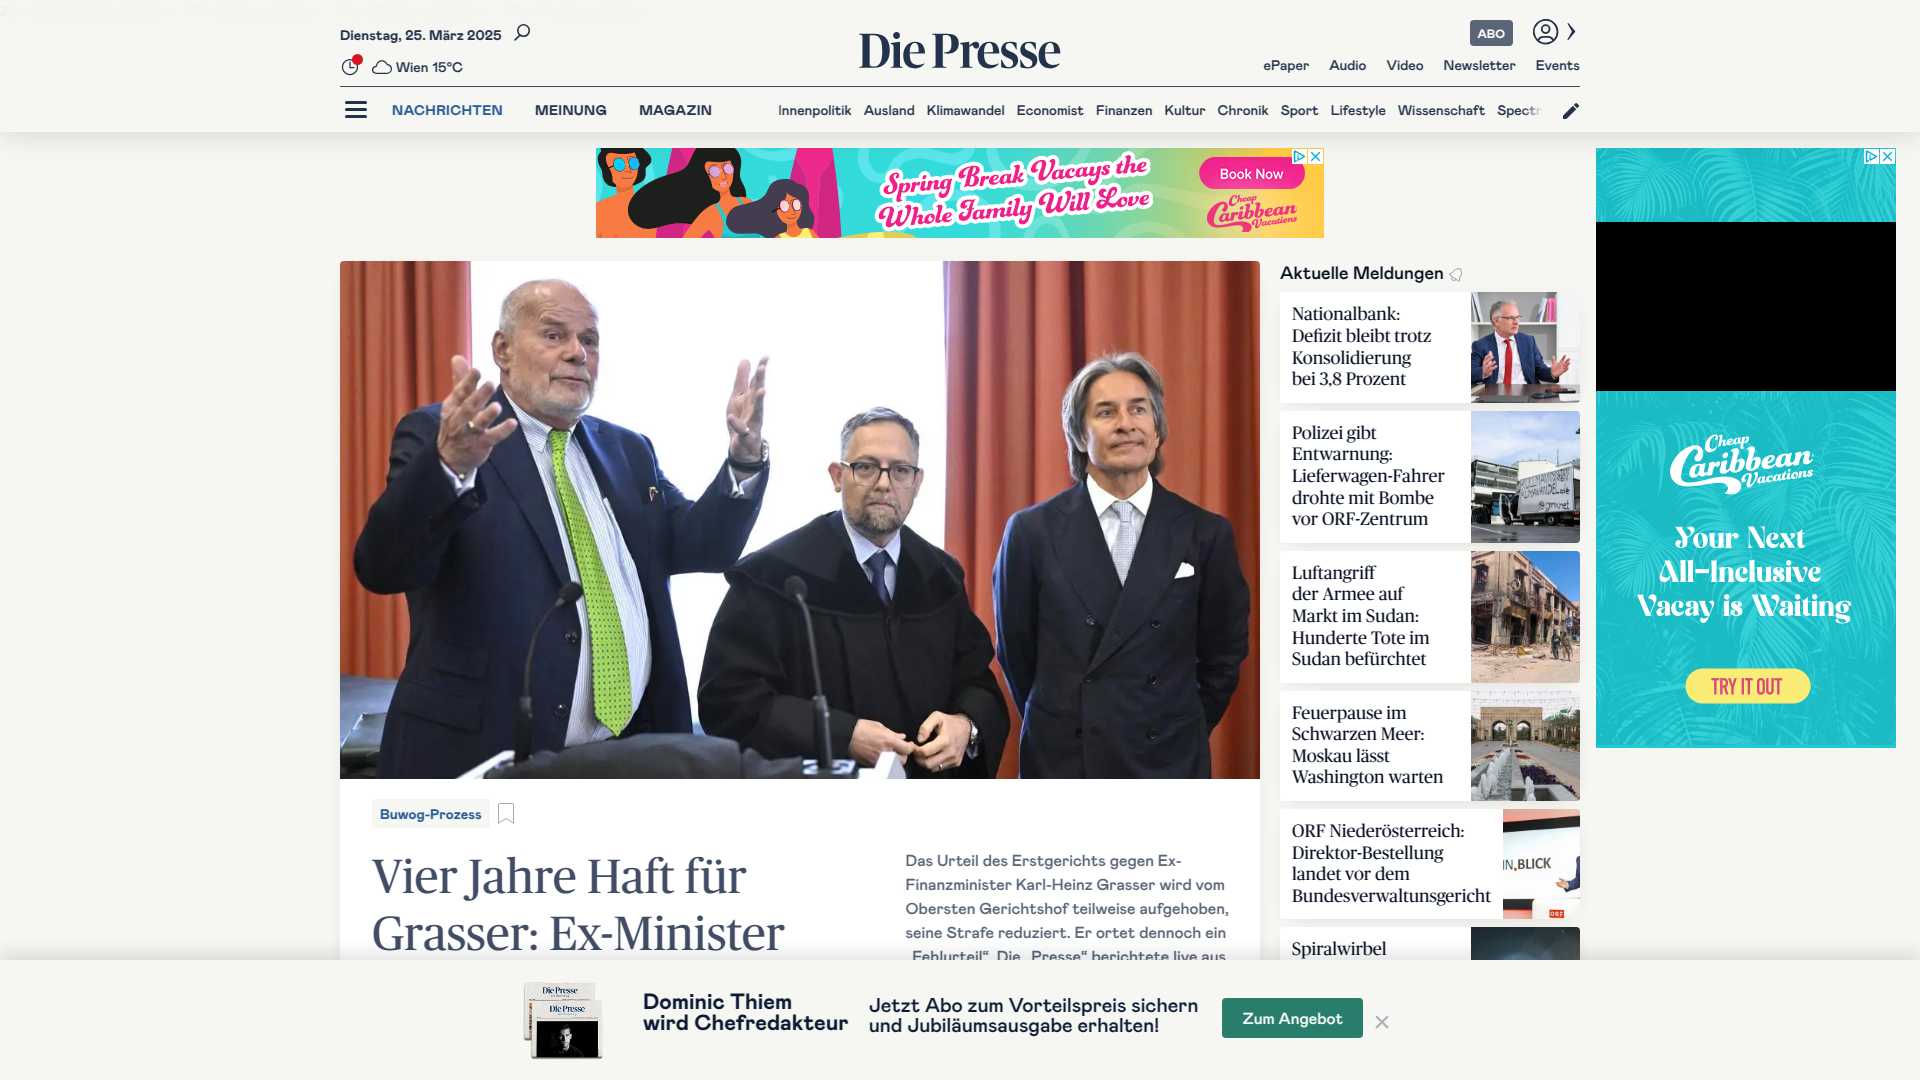 Dienstag, 25. März 2025
Wien 15°C
Die Presse
ABO
ePaper Audio Video Newsletter Events
NACHRICHTEN MEINUNG MAGAZIN
Innenpolitik Ausland Klimawandel Economist Finanzen Kultur Chronik Sport Lifestyle Wissenschaft Spectr
Spring Break Vacays the
Whole Family Will Love
Book Now
Cheap
Caribbean
Vacations
Buwog-Prozess
Vier Jahre Haft für
Grasser: Ex-Minister
Das Urteil des Erstgerichts gegen Ex-
Finanzminister Karl-Heinz Grasser wird vom
Obersten Gerichtshof teilweise aufgehoben,
seine Strafe reduziert. Er ortet dennoch ein
„Fehlurteil“. Die „Presse“ berichtete live aus
Aktuelle Meldungen
Nationalbank:
Defizit bleibt trotz
Konsolidierung
bei 3,8 Prozent
Polizei gibt
Entwarnung:
Lieferwagen-Fahrer
drohte mit Bombe
vor ORF-Zentrum
Luftangriff
der Armee auf
Markt im Sudan:
Hunderte Tote im
Sudan befürchtet
Feuerpause im
Schwarzen Meer:
Moskau lässt
Washington warten
ORF Niederösterreich:
Direktor-Bestellung
landet vor dem
Bundesverwaltungsgericht
IN,BLICK
ORF
Spiralwirbel
Cheap
Caribbean
Vacations
Your Next
All-Inclusive
Vacay is Waiting
TRY IT OUT
Die Presse
Die Presse
Dominic Thiem
wird Chefredakteur
Jetzt Abo zum Vorteilspreis sichern
und Jubiläumsausgabe erhalten!
Zum Angebot